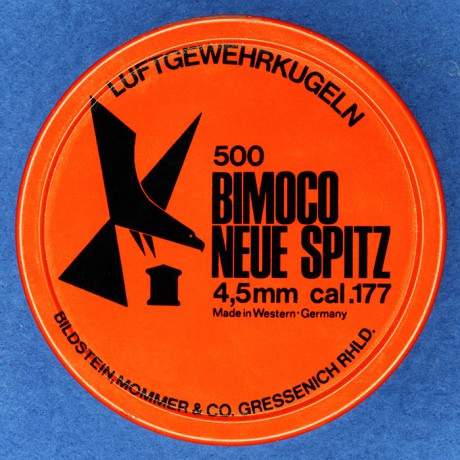 LUFTGEWEHRKUGELN
500
BIMOCO
NEUE SPITZ
4,5mm cal.177
Made in Western-Germany
BILDSTEIN, MOMMER & CO. GRESSENICH RHLD.